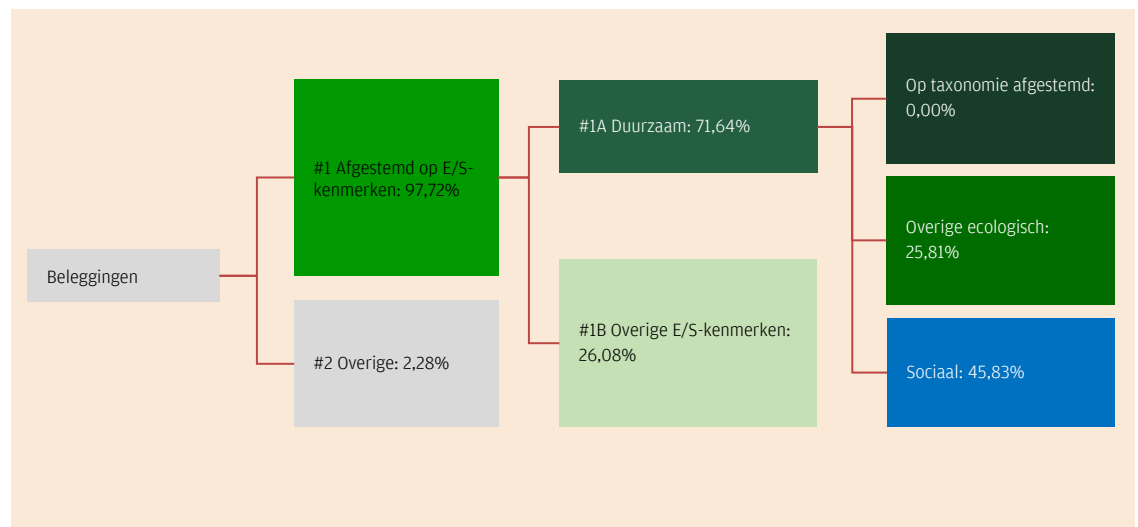 Beleggingen
#1 Afgestemd op E/S-
kenmerken: 97,72%
#2 Overige: 2,28%
#1A Duurzaam: 71,64%
#1B Overige E/S-kenmerken:
26,08%
Op taxonomie afgestemd:
0,00%
Overige ecologisch:
25,81%
Sociaal: 45,83%